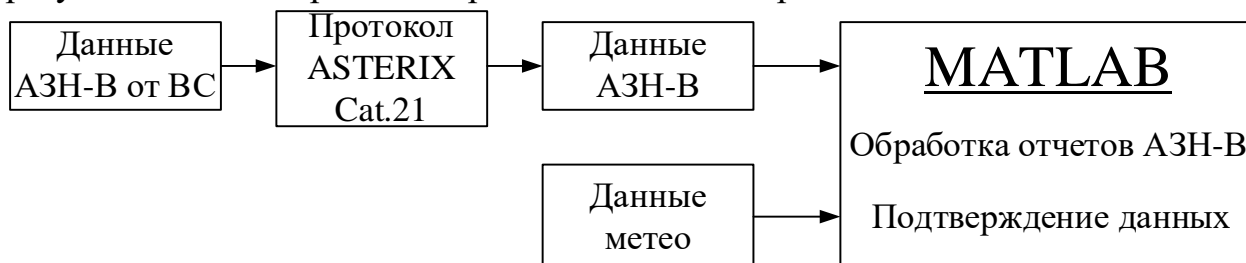 Данные
АЗН-В от ВС
Протокол
ASTERIX
Cat.21
Данные
АЗН-В
MATLAB
Обработка отчетов АЗН-В
Подтверждение данных
Данные
метео